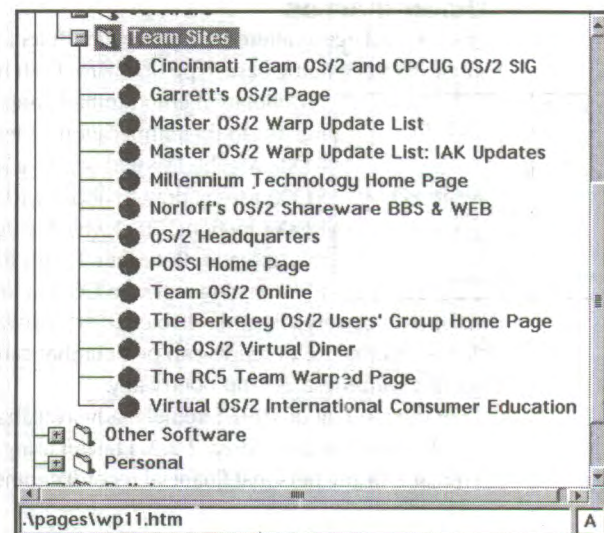 Team Sites
Cincinnati Team OS/2 and CPCUG OS/2 SIG
Garrett's OS/2 Page
Master OS/2 Warp Update List
Master OS/2 Warp Update List: IAK Updates
Millennium Technology Home Page
Norloff's OS/2 Shareware BBS & WEB
OS/2 Headquarters
POSSI Home Page
Team OS/2 Online
The Berkeley OS/2 Users' Group Home Page
The OS/2 Virtual Diner
The RC5 Team Warped Page
Virtual OS/2 International Consumer Education
Other Software
Personal
.\pages\wp11.htm
A